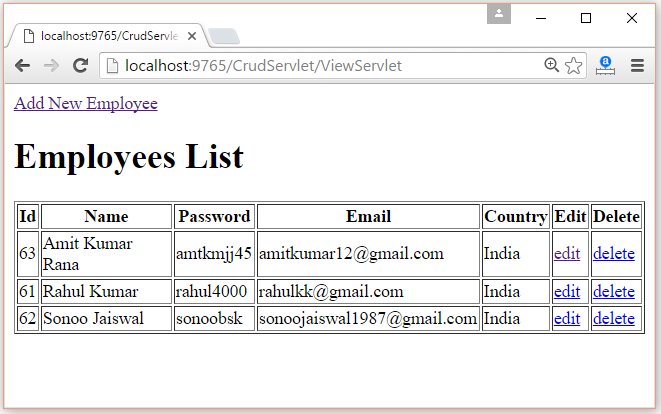 localhost:9765/CrudServle
localhost:9765/CrudServlet/ViewServlet
Add New Employee
Employees List
Id Name Password Email Country Edit Delete
63 Amit Kumar Rana amtkmjj45 amitkumar12@gmail.com India edit delete
61 Rahul Kumar rahul4000 rahulkk@gmail.com India edit delete
62 Sonoo Jaiswal sonoobsk sonoojaiswal1987@gmail.com India edit delete